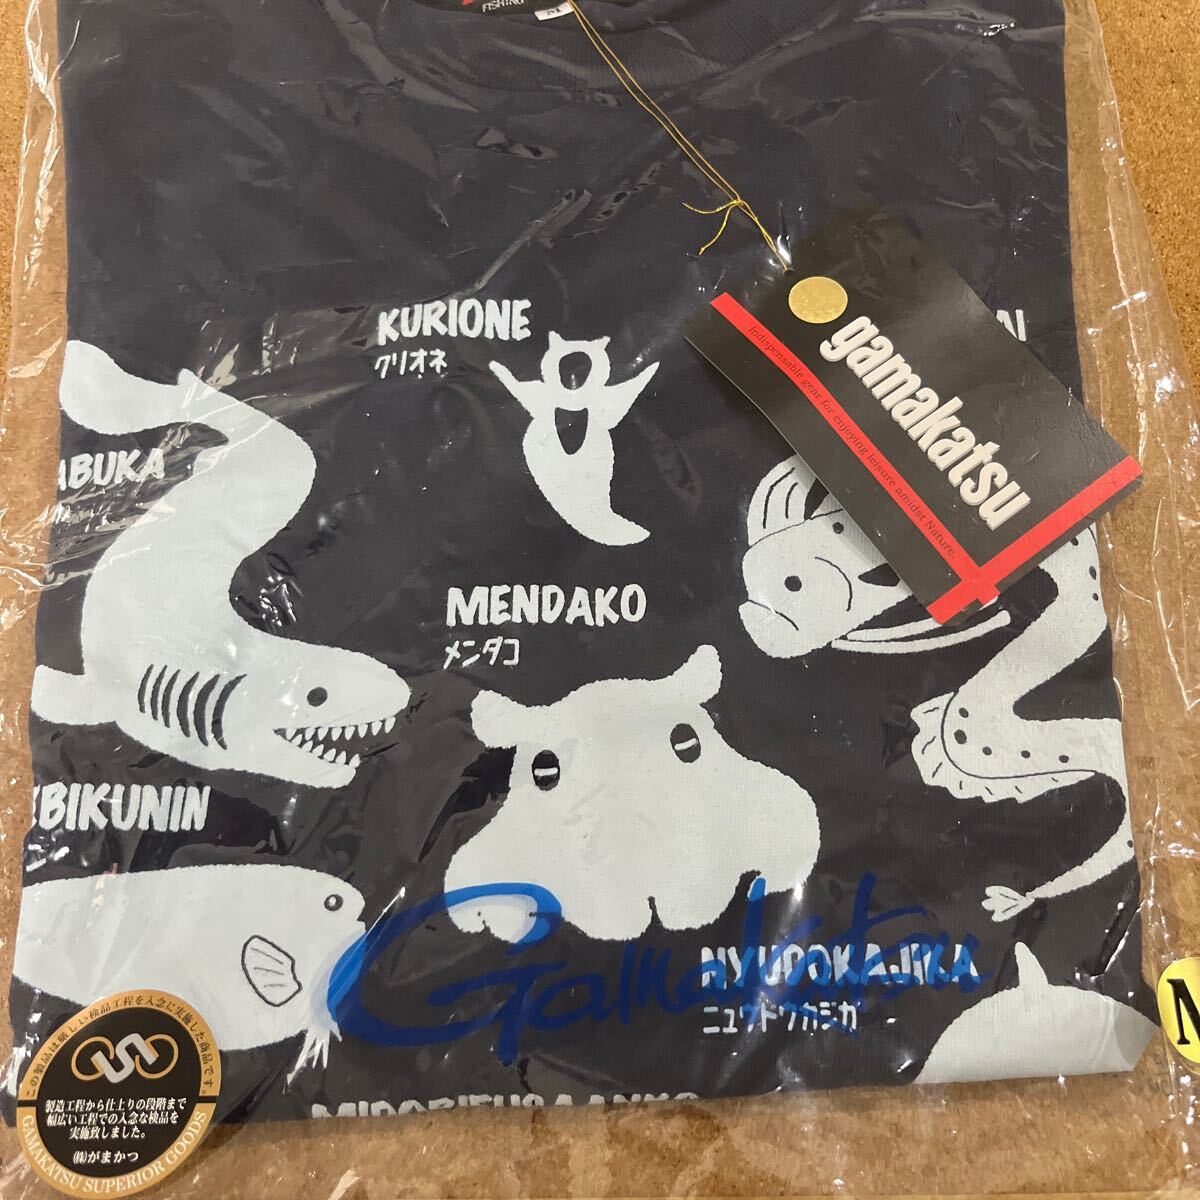 FISHING
M
KURIONE
クリオネ
AI
gamakatsu
Indispensable gear for enjoying leisure amidst Nature.
ABUKA
MENDAKO
メンダコ
BIKUNIN
Gamakatsu
NYUDOKAJIKA
ニュウドウカジカ
この製品は厳しい検品工程を入念に実施した商品です。
製造工程から仕上りの段階まで
幅広い工程での入念な検品を
実施致しました。
(株)がまかつ
GAMAKATSU SUPERIOR GOODS
M